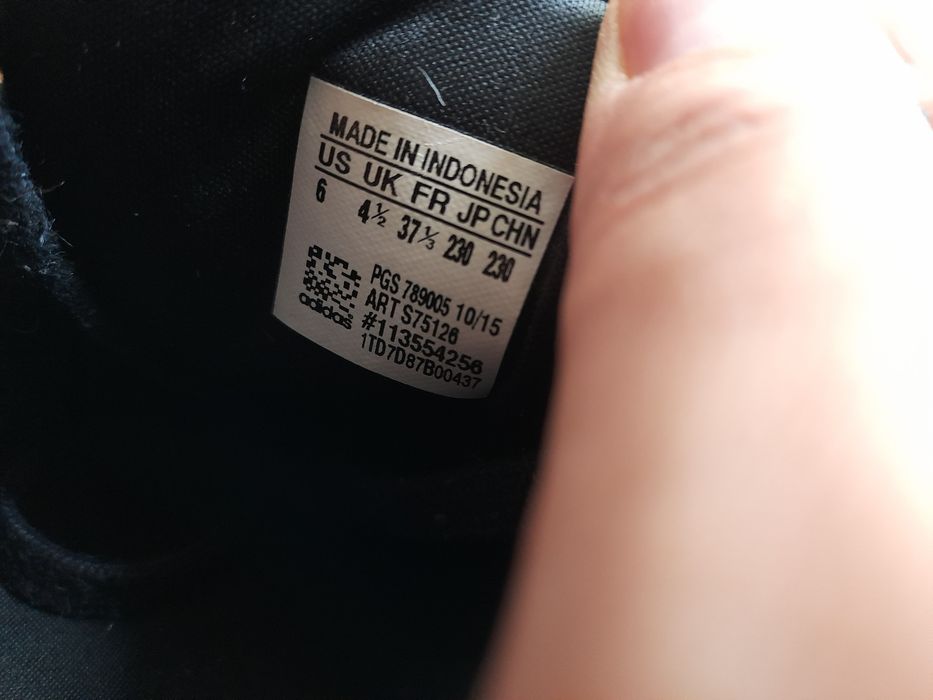 MADE IN INDONESIA
US UK FR JP CHN
6 4½ 37⅓ 230 230
PGS 789005 10/15
ART S75126
#113554256
1TD7D87B00437
adidas